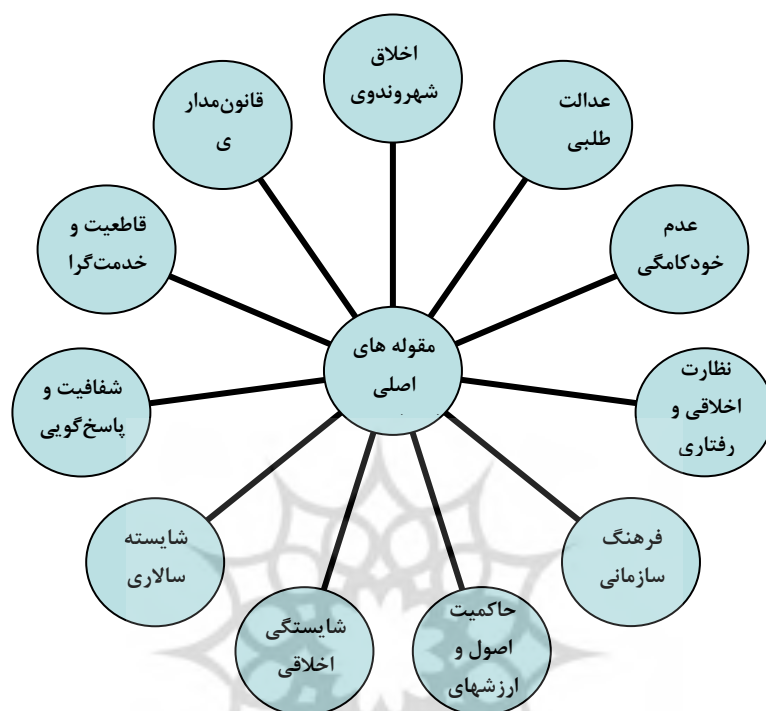 اخلاق
شهروندوی
عدالت
طلبی
عدم
خودکامگی
نظارت
اخلاقی و
رفتاری
فرهنگ
سازمانی
حاکمیت
اصول و
ارزشهای
شایستگی
اخلاقی
شایسته
سالاری
شفافیت و
پاسخ‌گویی
قاطعیت و
خدمت‌گرا
قانون‌مدار
ی
مقوله های
اصلی